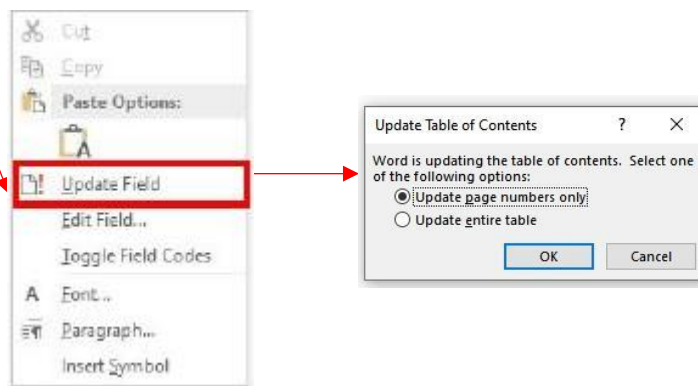 Cut
Copy
Paste Options:
Update Field
Edit Field...
Toggle Field Codes
Font...
Paragraph...
Insert Symbol
Update Table of Contents ? X
Word is updating the table of contents. Select one
of the following options:
Update page numbers only
Update entire table
OK Cancel